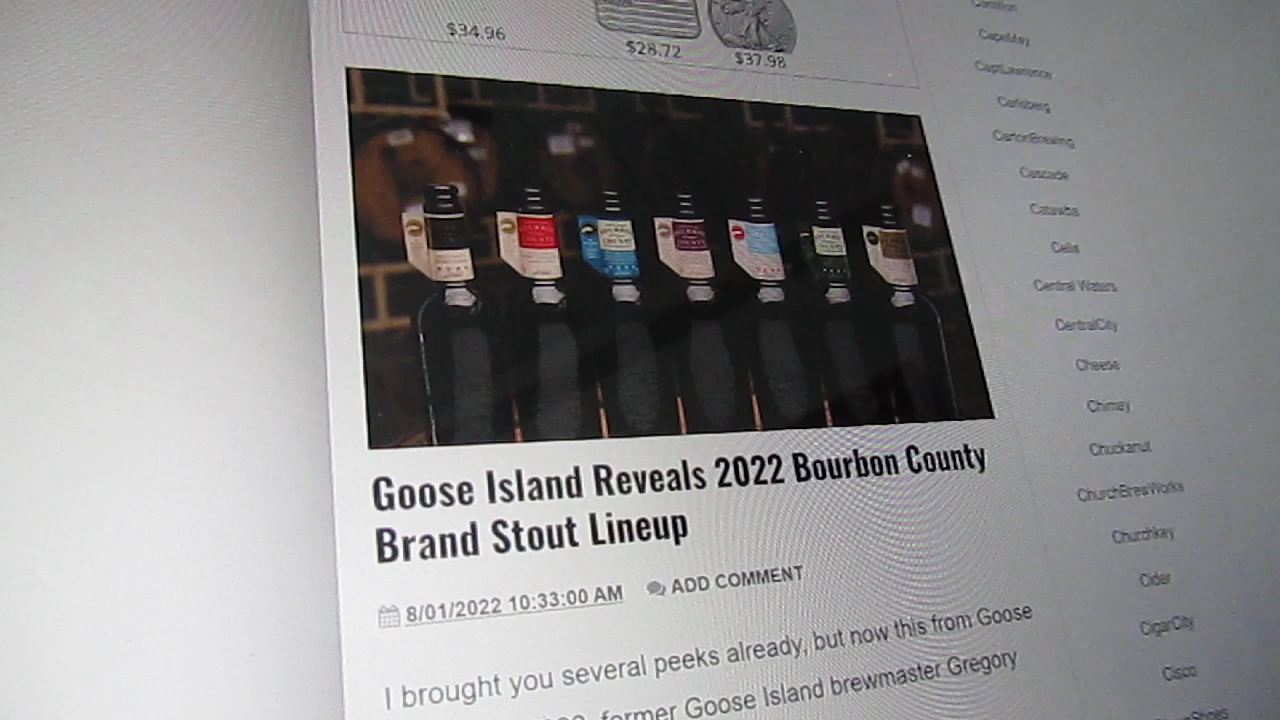 $34.96
$28.72
$37.98
Goose Island Reveals 2022 Bourbon County
Brand Stout Lineup
8/01/2022 10:33:00 AM ADD COMMENT
I brought you several peeks already, but now this from Goose
former Goose Island brewmaster Gregory
CapeMay
CaptLawrence
Carlsberg
CartonBrewing
Cascade
Catawba
Celis
Central Waters
CentralCity
Cheese
Chimay
Chuckanut
ChurchBrewWorks
Churchkey
Cider
CigarCity
Cisco